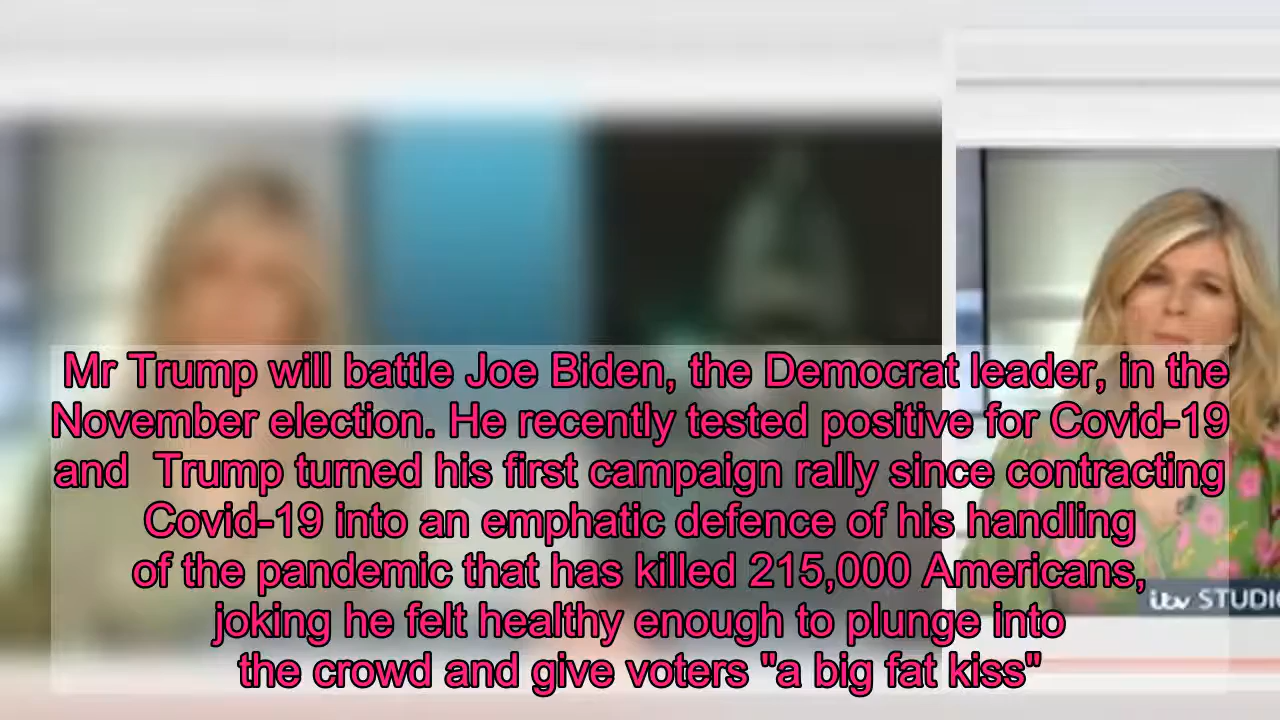 Mr Trump will battle Joe Biden, the Democrat leader, in the
November election. He recently tested positive for Covid-19
and  Trump turned his first campaign rally since contracting
Covid-19 into an emphatic defence of his handling
of the pandemic that has killed 215,000 Americans,
joking he felt healthy enough to plunge into
the crowd and give voters "a big fat kiss"
itv STUDIO